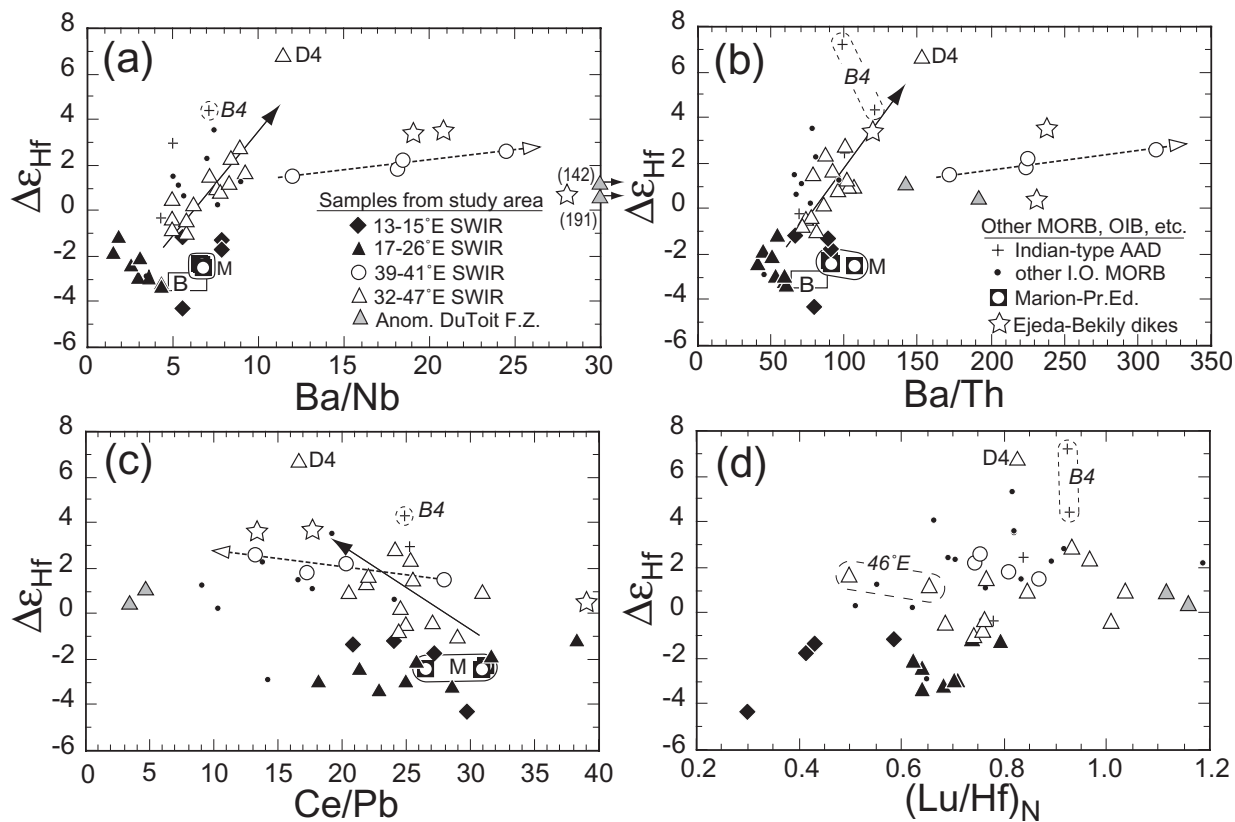 (a)
D4
B4
(142)
(191)
Samples from study area
13-15°E SWIR
17-26°E SWIR
39-41°E SWIR
32-47°E SWIR
Anom. DuToit F.Z.
M
B
8
6
4
2
0
-2
-4
-6
ΔεHf
0 5 10 15 20 25 30
Ba/Nb
(b)
B4
D4
Other MORB, OIB, etc.
Indian-type AAD
other I.O. MORB
Marion-Pr.Ed.
Ejeda-Bekily dikes
M
B
8
6
4
2
0
-2
-4
-6
ΔεHf
0 50 100 150 200 250 300 350
Ba/Th
(c)
D4
B4
M
8
6
4
2
0
-2
-4
-6
ΔεHf
0 5 10 15 20 25 30 35 40
Ce/Pb
(d)
D4
B4
46°E
8
6
4
2
0
-2
-4
-6
ΔεHf
0.2 0.4 0.6 0.8 1.0 1.2
(Lu/Hf)N